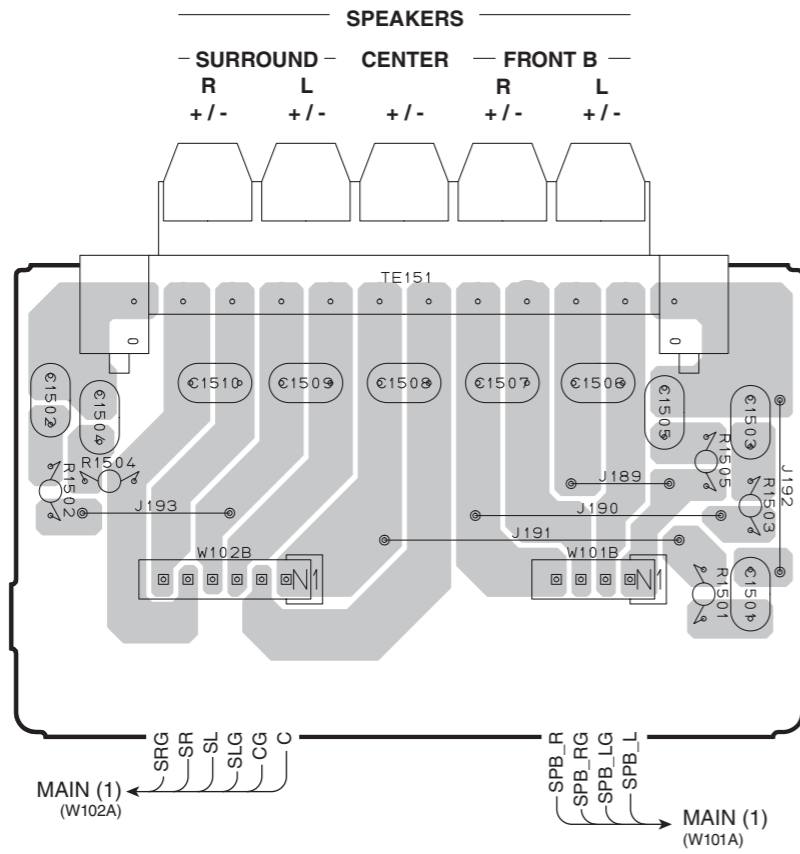 SPEAKERS
SURROUND CENTER FRONT B
R L R L
+ / - + / - + / - + / - + / -
TE151
C1510 C1509 C1508 C1507 C1506
C1502
C1504
C1505
C1503
R1504
R1502
R1505
J189
J192
R1503
J193
J190
J191
W102B
W101B
N1
N1
R1501
C1501
SRG
SR
SL
SLG
CG
C
SPB_R
SPB_RG
SPB_LG
SPB_L
MAIN (1)
(W102A)
MAIN (1)
(W101A)